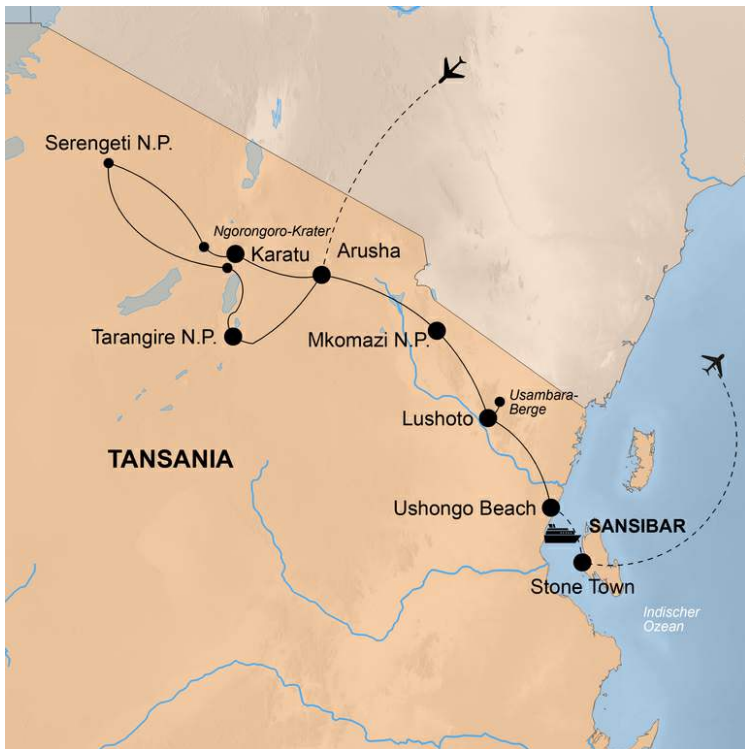 Serengeti N.P.
Ngorongoro-Krater
Karatu
Arusha
Tarangire N.P.
Mkomazi N.P.
Usambara-
Berge
Lushoto
TANSANIA
Ushongo Beach
SANSIBAR
Stone Town
Indischer
Ozean